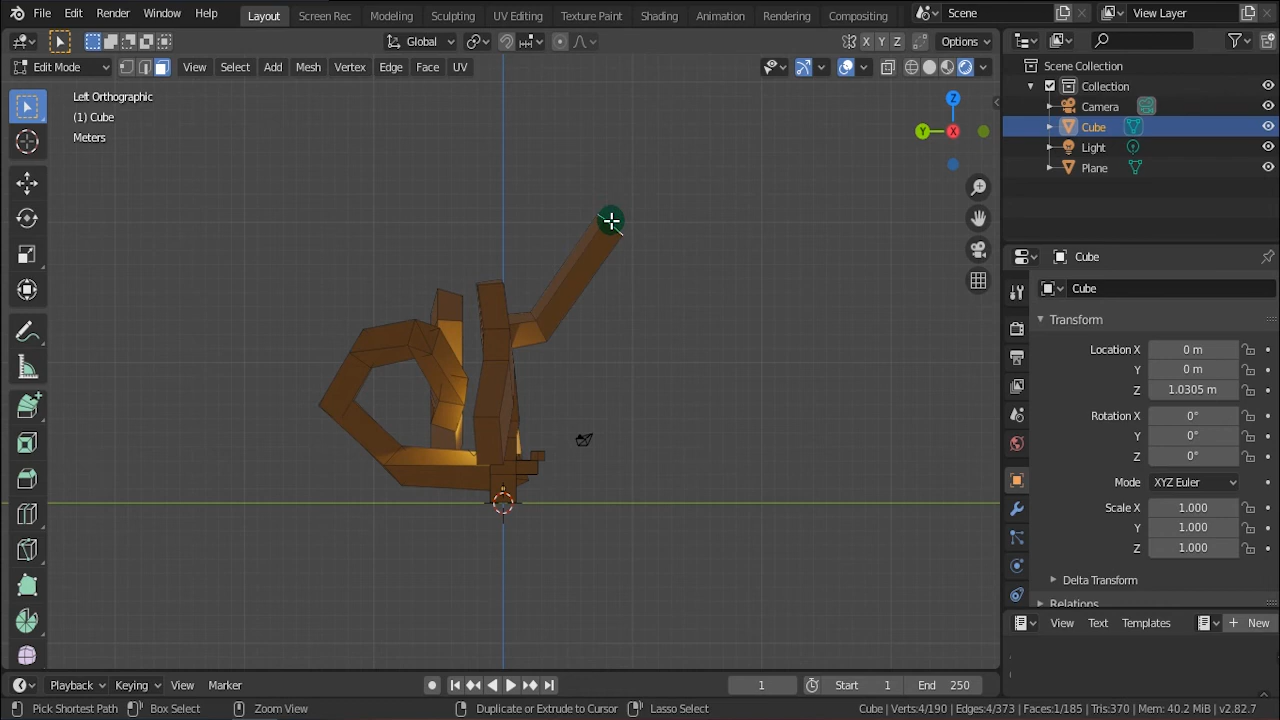 File Edit Render Window Help Layout Screen Rec Modeling Sculpting UV Editing Texture Paint Shading Animation Rendering Compositing Scene View Layer
Global X Y Z Options
Edit Mode View Select Add Mesh Vertex Edge Face UV
Left Orthographic
(1) Cube
Meters
Z
Y X
Scene Collection
Collection
Camera
Cube
Light
Plane
Cube
Cube
Transform
Location X 0 m
Y 0 m
Z 1.0305 m
Rotation X 0°
Y 0°
Z 0°
Mode XYZ Euler
Scale X 1.000
Y 1.000
Z 1.000
Delta Transform
Relations
View Text Templates New
Playback Keying View Marker 1 Start 1 End 250
Pick Shortest Path Box Select Zoom View Duplicate or Extrude to Cursor Lasso Select Cube | Verts:4/190 | Edges:4/373 | Faces:1/185 | Tris:370 | Mem: 40.2 MiB | v2.82.7